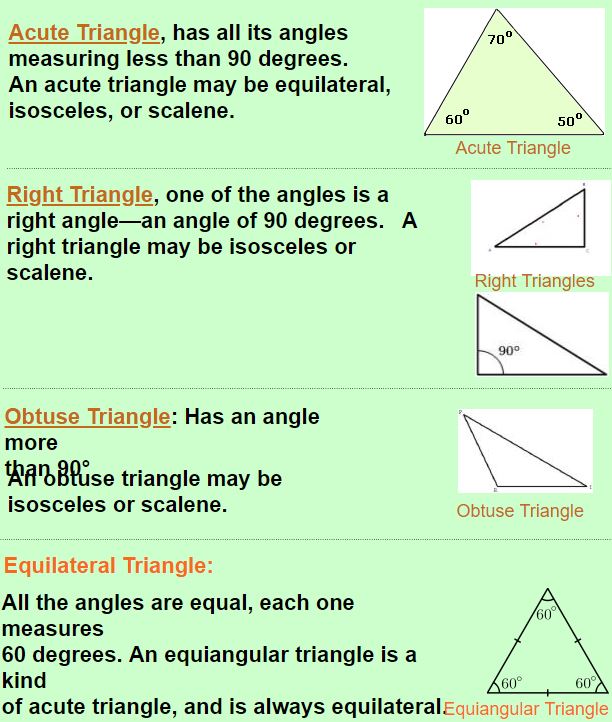 Acute Triangle, has all its angles
measuring less than 90 degrees.
An acute triangle may be equilateral,
isosceles, or scalene.
70°
60°
50°
Acute Triangle
Right Triangle, one of the angles is a
right angle—an angle of 90 degrees. A
right triangle may be isosceles or
scalene.
Right Triangles
90°
Obtuse Triangle: Has an angle
more
than 90°
An obtuse triangle may be
isosceles or scalene.
Obtuse Triangle
Equilateral Triangle:
All the angles are equal, each one
measures
60 degrees. An equiangular triangle is a
kind
of acute triangle, and is always equilateral.
60°
60°
60°
Equiangular Triangle